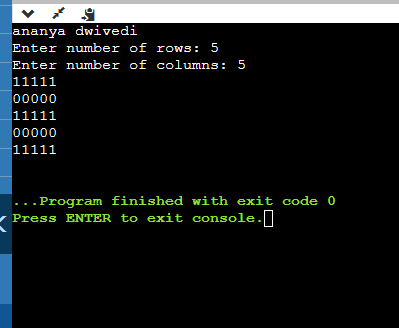 ananya dwivedi
Enter number of rows: 5
Enter number of columns: 5
11111
00000
11111
00000
11111
...Program finished with exit code 0
Press ENTER to exit console.